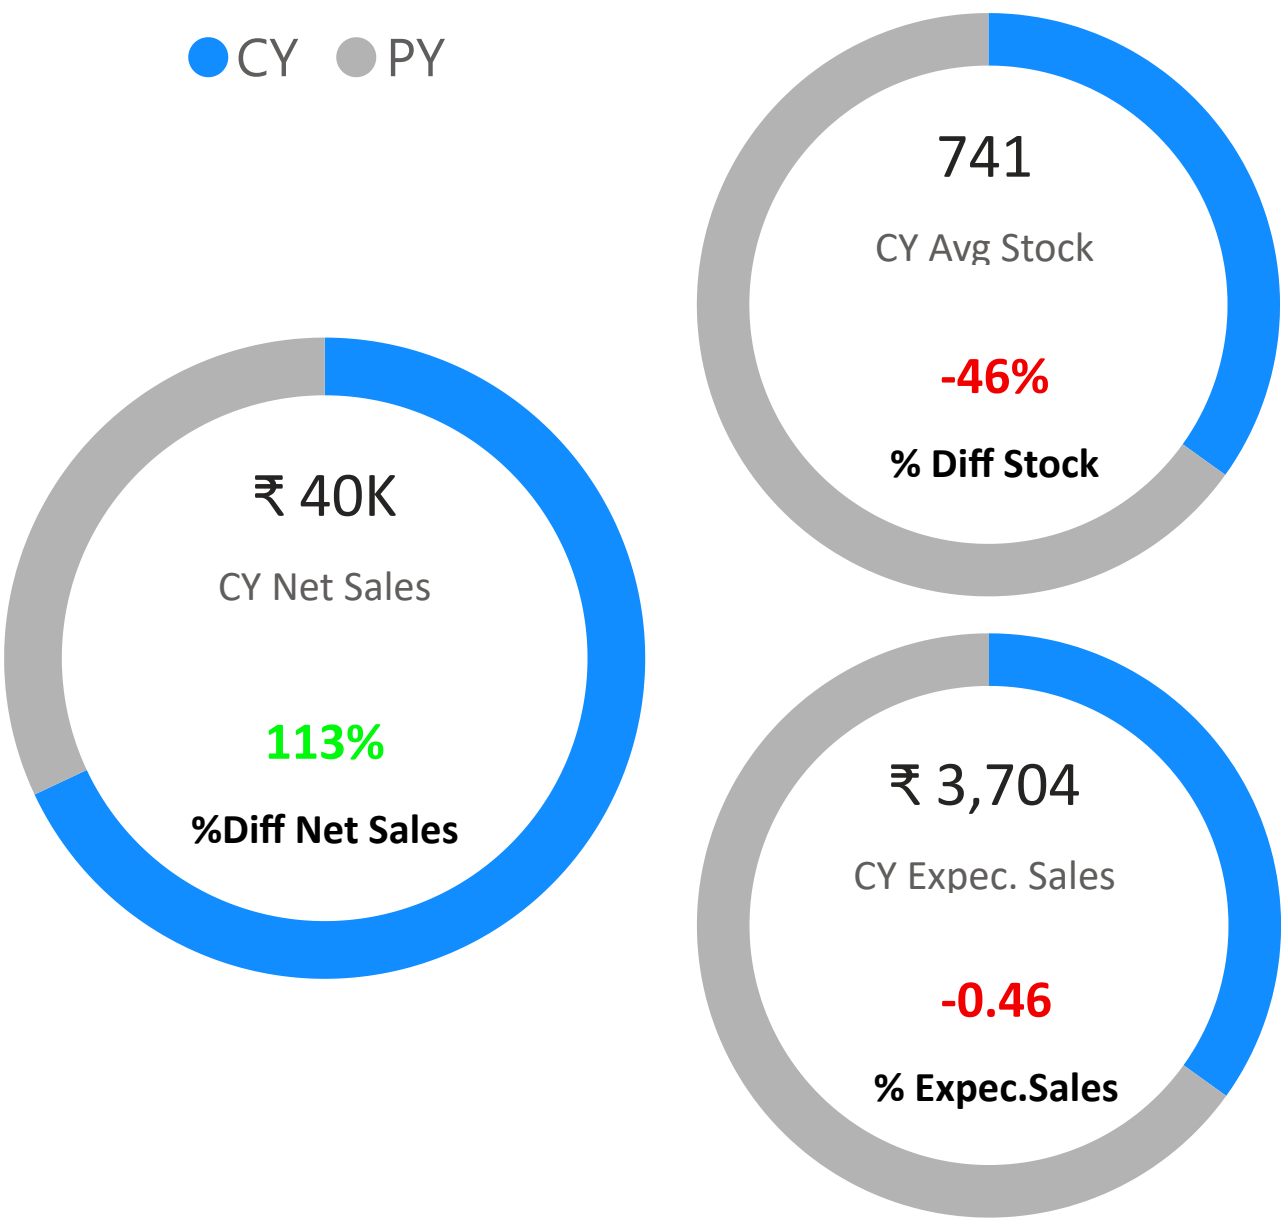 CY PY
741
CY Avg Stock
-46%
% Diff Stock
₹ 40K
CY Net Sales
113%
%Diff Net Sales
₹ 3,704
CY Expec. Sales
-0.46
% Expec.Sales